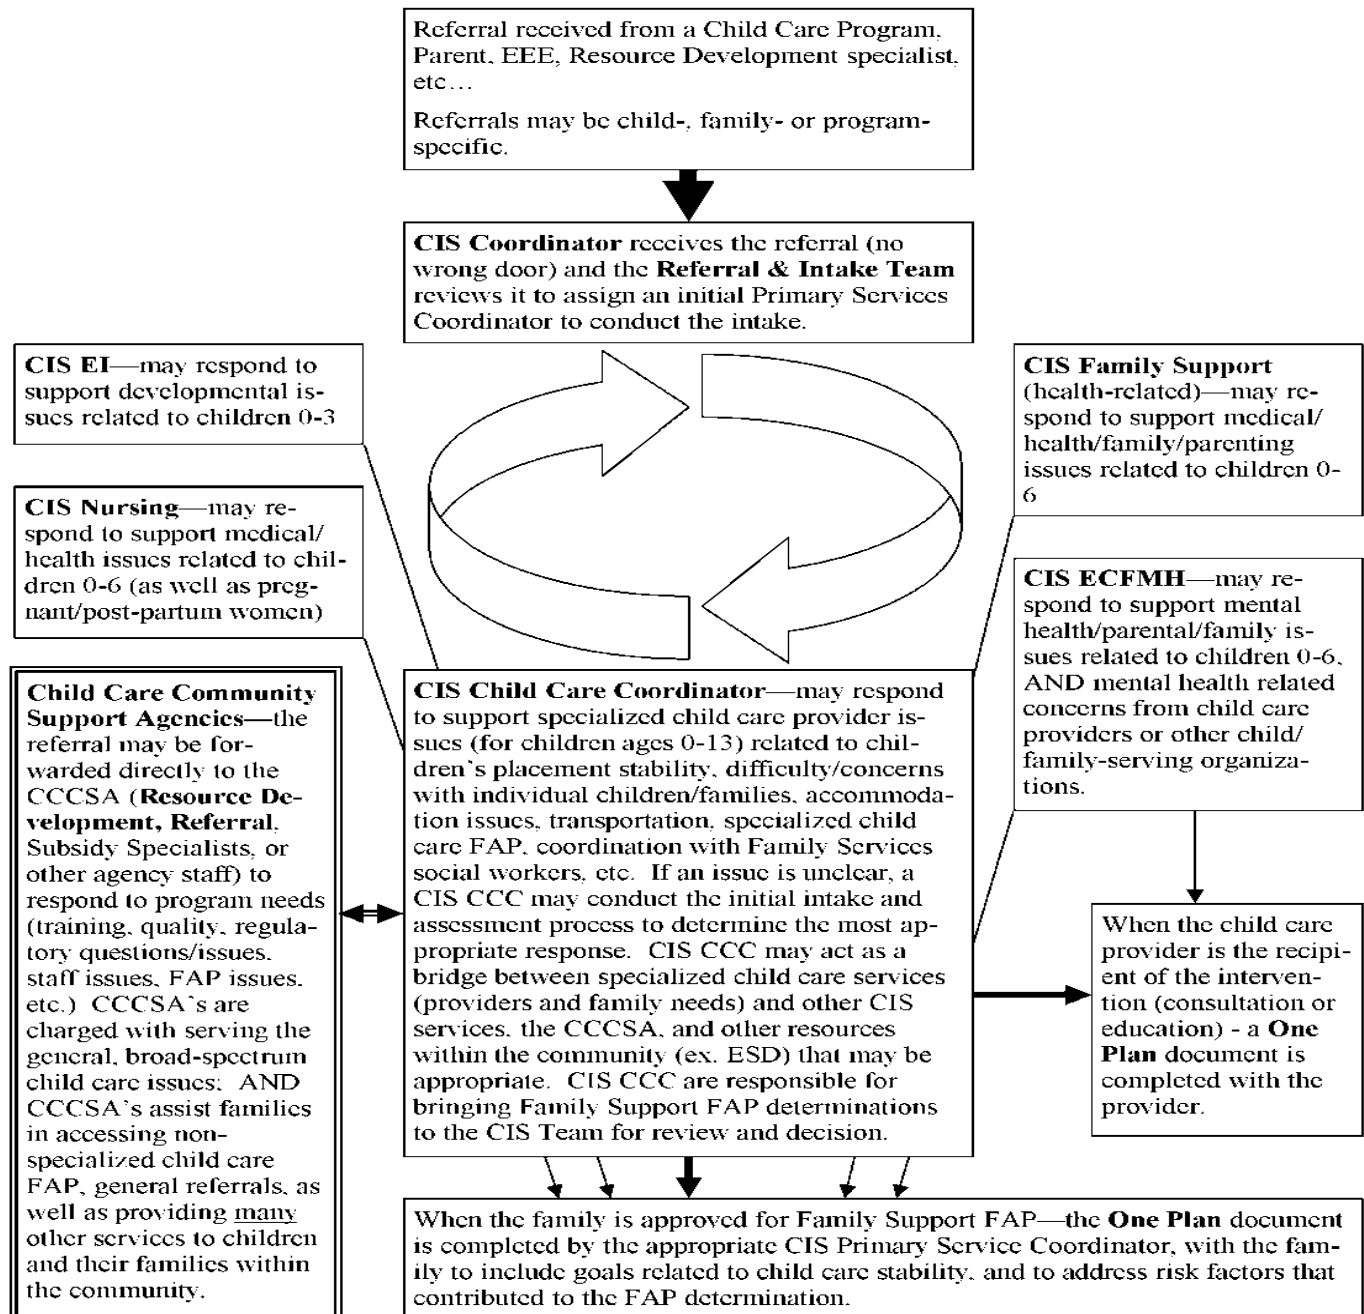 Referral received from a Child Care Program,
Parent, EEE, Resource Development specialist,
etc…
Referrals may be child-, family- or program-
specific.
CIS Coordinator receives the referral (no
wrong door) and the Referral & Intake Team
reviews it to assign an initial Primary Services
Coordinator to conduct the intake.
CIS EI—may respond to
support developmental is-
sues related to children 0-3
CIS Nursing—may re-
spond to support medical/
health issues related to chil-
dren 0-6 (as well as preg-
nant/post-partum women)
CIS Family Support
(health-related)—may re-
spond to support medical/
health/family/parenting
issues related to children 0-
6
CIS ECFMH—may re-
spond to support mental
health/parental/family is-
sues related to children 0-6,
AND mental health related
concerns from child care
providers or other child/
family-serving organiza-
tions.
Child Care Community
Support Agencies—the
referral may be for-
warded directly to the
CCCSA (Resource De-
velopment, Referral,
Subsidy Specialists, or
other agency staff) to
respond to program needs
(training, quality, regula-
tory questions/issues,
staff issues, FAP issues,
etc.)  CCCSA's are
charged with serving the
general, broad-spectrum
child care issues;  AND
CCCSA's assist families
in accessing non-
specialized child care
FAP, general referrals, as
well as providing many
other services to children
and their families within
the community.
CIS Child Care Coordinator—may respond
to support specialized child care provider is-
sues (for children ages 0-13) related to chil-
dren's placement stability, difficulty/concerns
with individual children/families, accommoda-
tion issues, transportation, specialized child
care FAP, coordination with Family Services
social workers, etc.  If an issue is unclear, a
CIS CCC may conduct the initial intake and
assessment process to determine the most ap-
propriate response.  CIS CCC may act as a
bridge between specialized child care services
(providers and family needs) and other CIS
services, the CCCSA, and other resources
within the community (ex. ESD) that may be
appropriate.  CIS CCC are responsible for
bringing Family Support FAP determinations
to the CIS Team for review and decision.
When the child care
provider is the recipi-
ent of the interven-
tion (consultation or
education) - a One
Plan document is
completed with the
provider.
When the family is approved for Family Support FAP—the One Plan document
is completed by the appropriate CIS Primary Service Coordinator, with the fam-
ily to include goals related to child care stability, and to address risk factors that
contributed to the FAP determination.